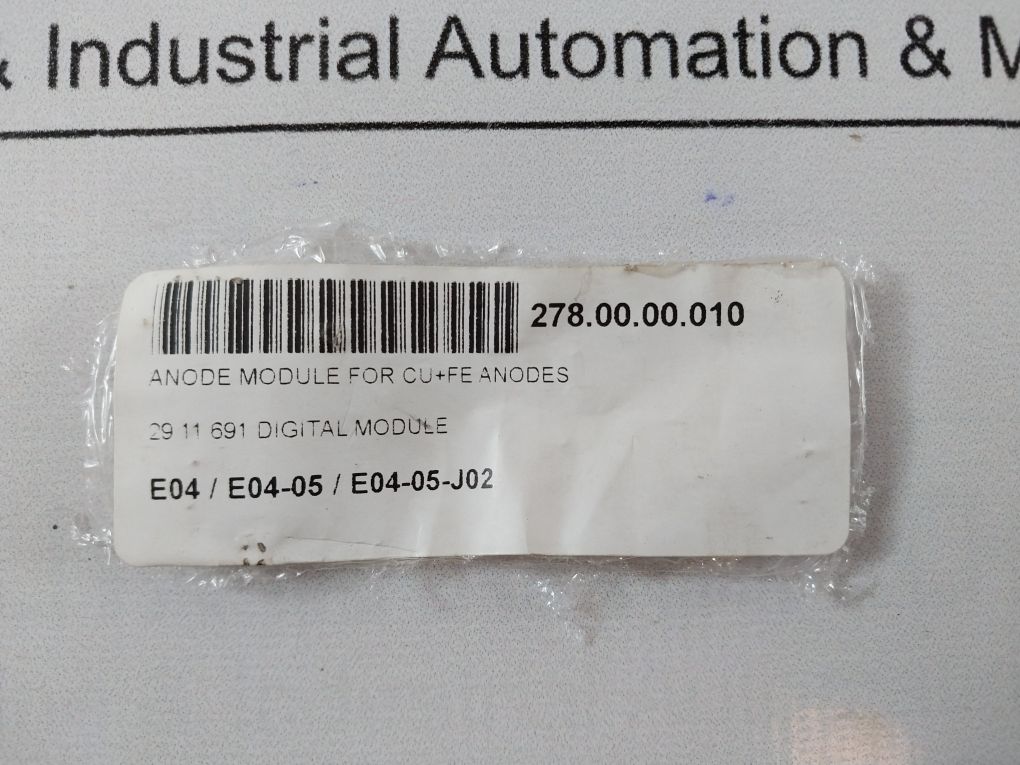 & Industrial Automation & M
278.00.00.010
ANODE MODULE FOR CU+FE ANODES
29 11 691 DIGITAL MODULE
E04 / E04-05 / E04-05-J02